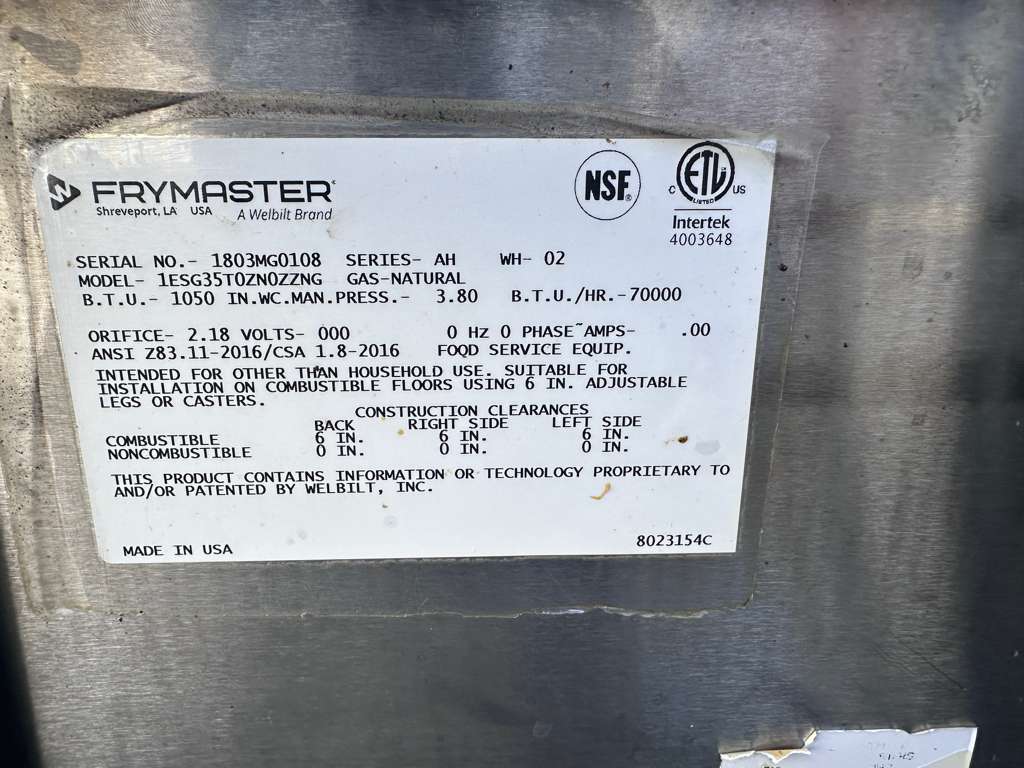 FRYMASTER
Shreveport, LA USA A Welbilt Brand
NSF®
C ETL US
LISTED
Intertek
4003648
SERIAL NO.- 1803MG0108 SERIES- AH WH- 02
MODEL- 1ESG35T0ZN0ZZNG GAS-NATURAL
B.T.U.- 1050 IN.WC.MAN.PRESS.- 3.80 B.T.U./HR.-70000
ORIFICE- 2.18 VOLTS- 000 0 HZ 0 PHASE~AMPS- .00
ANSI Z83.11-2016/CSA 1.8-2016 FOOD SERVICE EQUIP.
INTENDED FOR OTHER THAN HOUSEHOLD USE. SUITABLE FOR
INSTALLATION ON COMBUSTIBLE FLOORS USING 6 IN. ADJUSTABLE
LEGS OR CASTERS.
CONSTRUCTION CLEARANCES
BACK RIGHT SIDE LEFT SIDE
COMBUSTIBLE 6 IN. 6 IN. 6 IN.
NONCOMBUSTIBLE 0 IN. 0 IN. 0 IN.
THIS PRODUCT CONTAINS INFORMATION OR TECHNOLOGY PROPRIETARY TO
AND/OR PATENTED BY WELBILT, INC.
MADE IN USA 8023154C